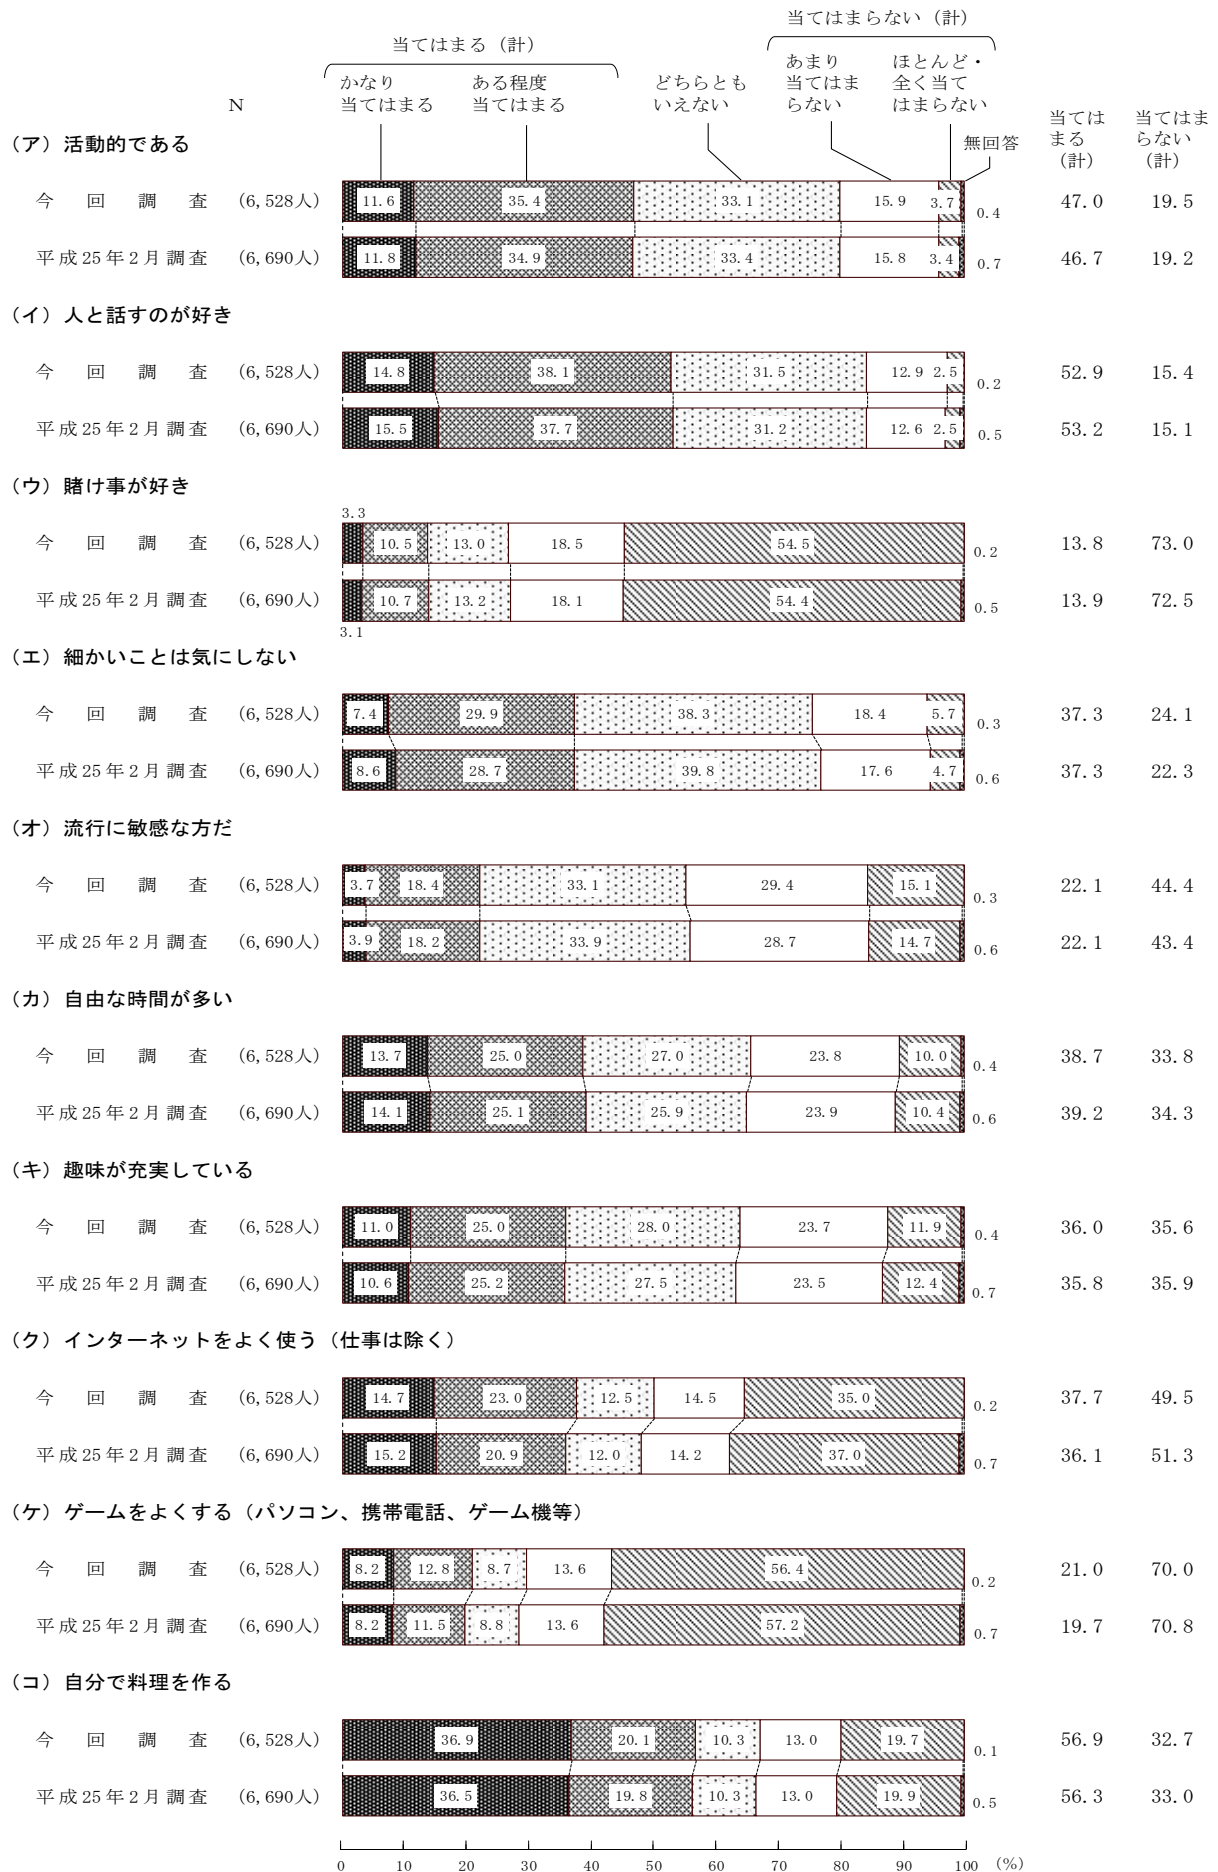 当てはまらない（計）
当てはまる（計）
かなり
当てはまる
ある程度
当てはまる
どちらとも
いえない
あまり
当てはま
らない
ほとんど・
全く当て
はまらない
無回答
N
当ては
まる
（計）
当てはま
らない
（計）
（ア）活動的である
今回調査 (6,528人) 11.6 35.4 33.1 15.9 3.7 0.4 47.0 19.5
平成25年2月調査 (6,690人) 11.8 34.9 33.4 15.8 3.4 0.7 46.7 19.2
（イ）人と話すのが好き
今回調査 (6,528人) 14.8 38.1 31.5 12.9 2.5 0.2 52.9 15.4
平成25年2月調査 (6,690人) 15.5 37.7 31.2 12.6 2.5 0.5 53.2 15.1
（ウ）賭け事が好き
3.3
今回調査 (6,528人) 10.5 13.0 18.5 54.5 0.2 13.8 73.0
平成25年2月調査 (6,690人) 10.7 13.2 18.1 54.4 0.5 13.9 72.5
3.1
（エ）細かいことは気にしない
今回調査 (6,528人) 7.4 29.9 38.3 18.4 5.7 0.3 37.3 24.1
平成25年2月調査 (6,690人) 8.6 28.7 39.8 17.6 4.7 0.6 37.3 22.3
（オ）流行に敏感な方だ
今回調査 (6,528人) 3.7 18.4 33.1 29.4 15.1 0.3 22.1 44.4
平成25年2月調査 (6,690人) 3.9 18.2 33.9 28.7 14.7 0.6 22.1 43.4
（カ）自由な時間が多い
今回調査 (6,528人) 13.7 25.0 27.0 23.8 10.0 0.4 38.7 33.8
平成25年2月調査 (6,690人) 14.1 25.1 25.9 23.9 10.4 0.6 39.2 34.3
（キ）趣味が充実している
今回調査 (6,528人) 11.0 25.0 28.0 23.7 11.9 0.4 36.0 35.6
平成25年2月調査 (6,690人) 10.6 25.2 27.5 23.5 12.4 0.7 35.8 35.9
（ク）インターネットをよく使う（仕事は除く）
今回調査 (6,528人) 14.7 23.0 12.5 14.5 35.0 0.2 37.7 49.5
平成25年2月調査 (6,690人) 15.2 20.9 12.0 14.2 37.0 0.7 36.1 51.3
（ケ）ゲームをよくする（パソコン、携帯電話、ゲーム機等）
今回調査 (6,528人) 8.2 12.8 8.7 13.6 56.4 0.2 21.0 70.0
平成25年2月調査 (6,690人) 8.2 11.5 8.8 13.6 57.2 0.7 19.7 70.8
（コ）自分で料理を作る
今回調査 (6,528人) 36.9 20.1 10.3 13.0 19.7 0.1 56.9 32.7
平成25年2月調査 (6,690人) 36.5 19.8 10.3 13.0 19.9 0.5 56.3 33.0
0 10 20 30 40 50 60 70 80 90 100 (%)